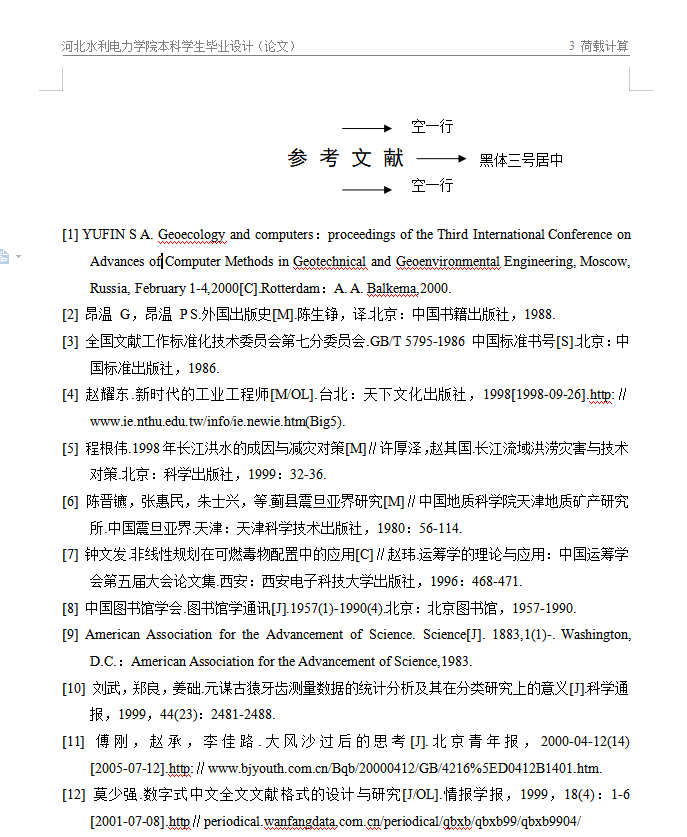 河北水利电力学院本科学生毕业设计（论文） 3 荷载计算
空一行
参 考 文 献 黑体三号居中
空一行
[1] YUFIN S A. Geoecology and computers：proceedings of the Third International Conference on
Advances of Computer Methods in Geotechnical and Geoenvironmental Engineering, Moscow,
Russia, February 1-4,2000[C].Rotterdam：A. A. Balkema,2000.
[2] 昂温 G，昂温 P S.外国出版史[M].陈生铮，译.北京：中国书籍出版社，1988.
[3] 全国文献工作标准化技术委员会第七分委员会.GB/T 5795-1986 中国标准书号[S].北京：中
国标准出版社，1986.
[4] 赵耀东.新时代的工业工程师[M/OL].台北：天下文化出版社，1998[1998-09-26].http:∥
www.ie.nthu.edu.tw/info/ie.newie.htm(Big5).
[5] 程根伟.1998年长江洪水的成因与减灾对策[M]∥许厚泽,赵其国.长江流域洪涝灾害与技术
对策.北京：科学出版社，1999：32-36.
[6] 陈晋镳，张惠民，朱士兴，等.蓟县震旦亚界研究[M]∥中国地质科学院天津地质矿产研究
所.中国震旦亚界.天津：天津科学技术出版社，1980：56-114.
[7] 钟文发.非线性规划在可燃毒物配置中的应用[C]∥赵玮.运筹学的理论与应用：中国运筹学
会第五届大会论文集.西安：西安电子科技大学出版社，1996：468-471.
[8] 中国图书馆学会.图书馆学通讯[J].1957(1)-1990(4).北京：北京图书馆，1957-1990.
[9] American Association for the Advancement of Science. Science[J]. 1883,1(1)-. Washington,
D.C.：American Association for the Advancement of Science,1983.
[10] 刘武，郑良，姜础.元谋古猿牙齿测量数据的统计分析及其在分类研究上的意义[J].科学通
报，1999，44(23)：2481-2488.
[11] 傅刚，赵承，李佳路.大风沙过后的思考[J].北京青年报，2000-04-12(14)
[2005-07-12].http:∥www.bjyouth.com.cn/Bqb/20000412/GB/4216%5ED0412B1401.htm.
[12] 莫少强.数字式中文全文文献格式的设计与研究[J/OL].情报学报，1999，18(4)：1-6
[2001-07-08].http∥periodical.wanfangdata.com.cn/periodical/qbxb/qbxb99/qbxb9904/